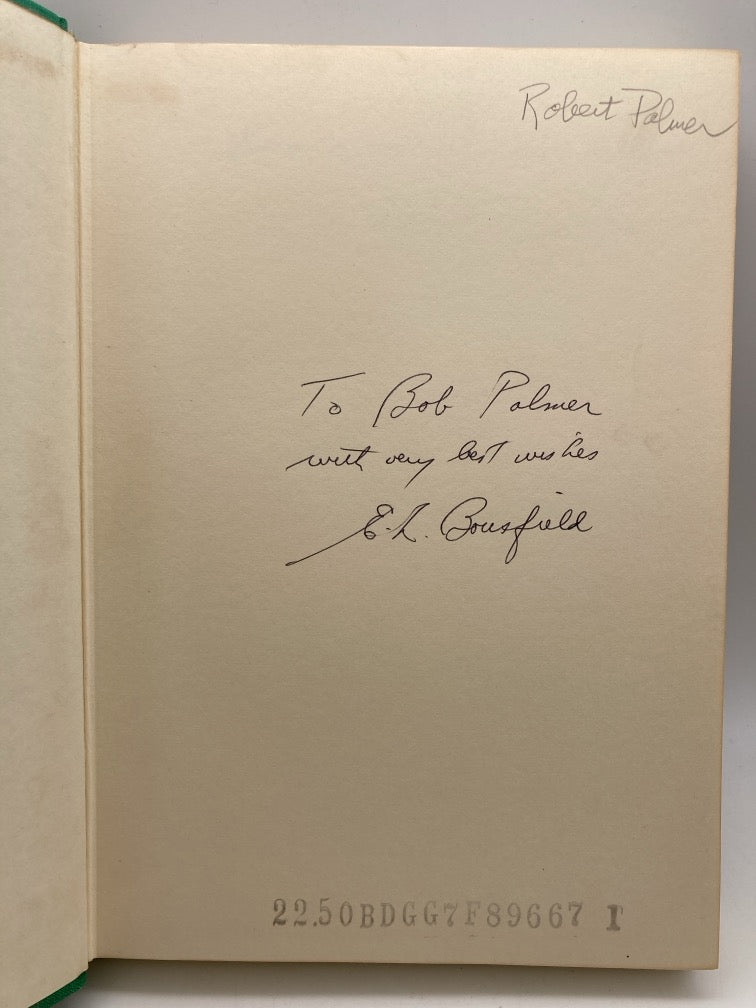 Robert Palmer
To Bob Palmer
with very best wishes
E.L. Bousfield
22.50BDGG7F89667 I